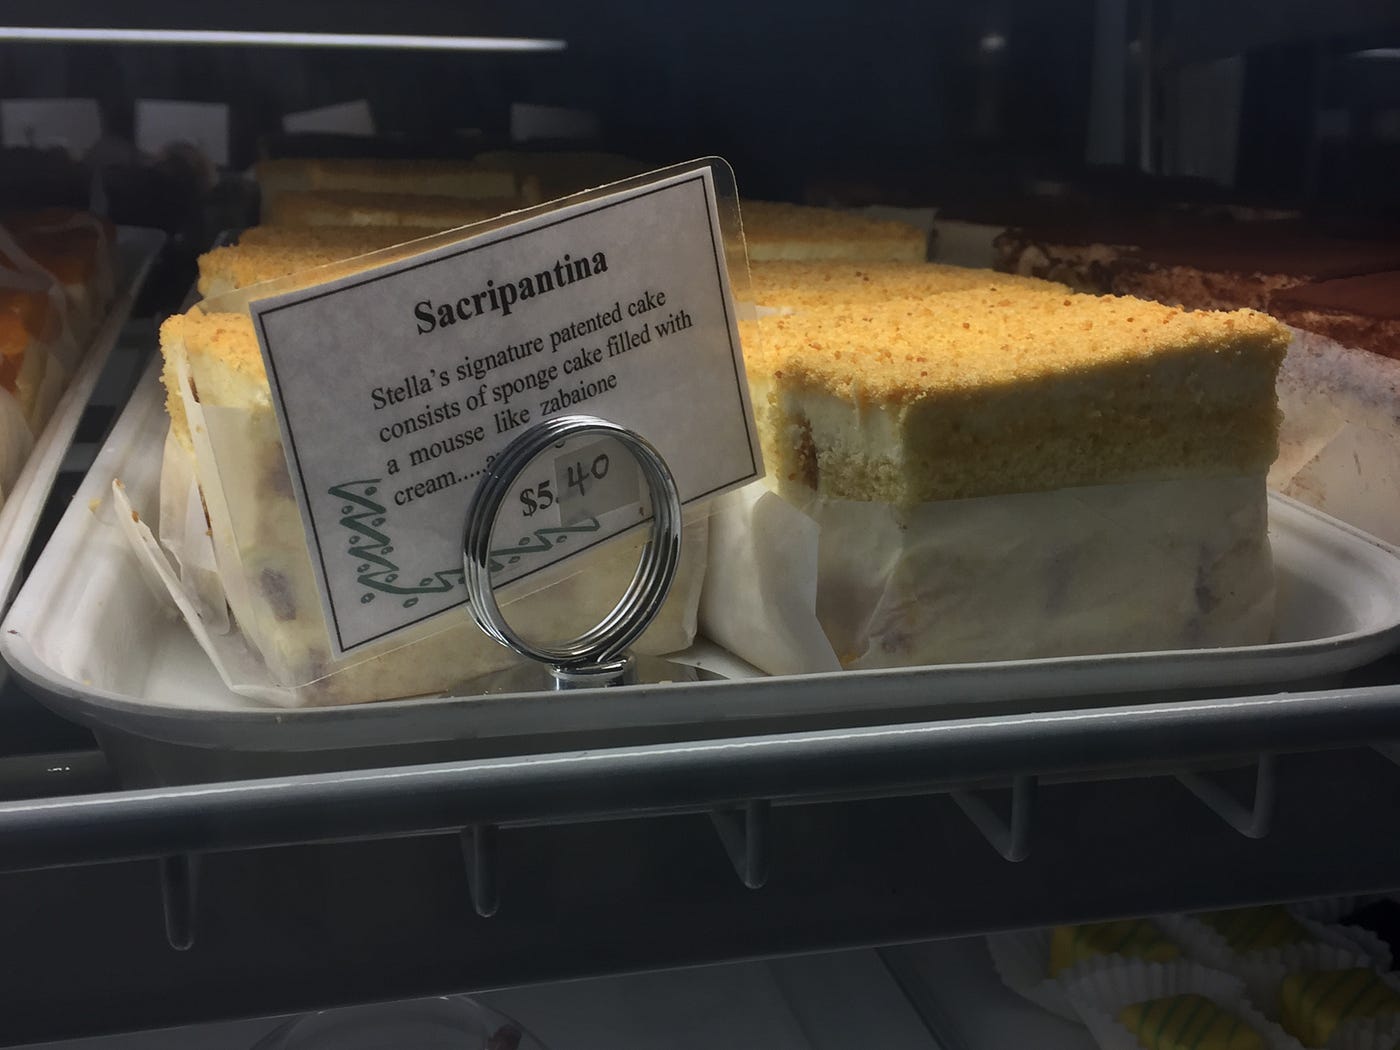 Sacripantina
Stella's signature patented cake
consists of sponge cake filled with
a mousse like zabaione
cream.....
$5.40